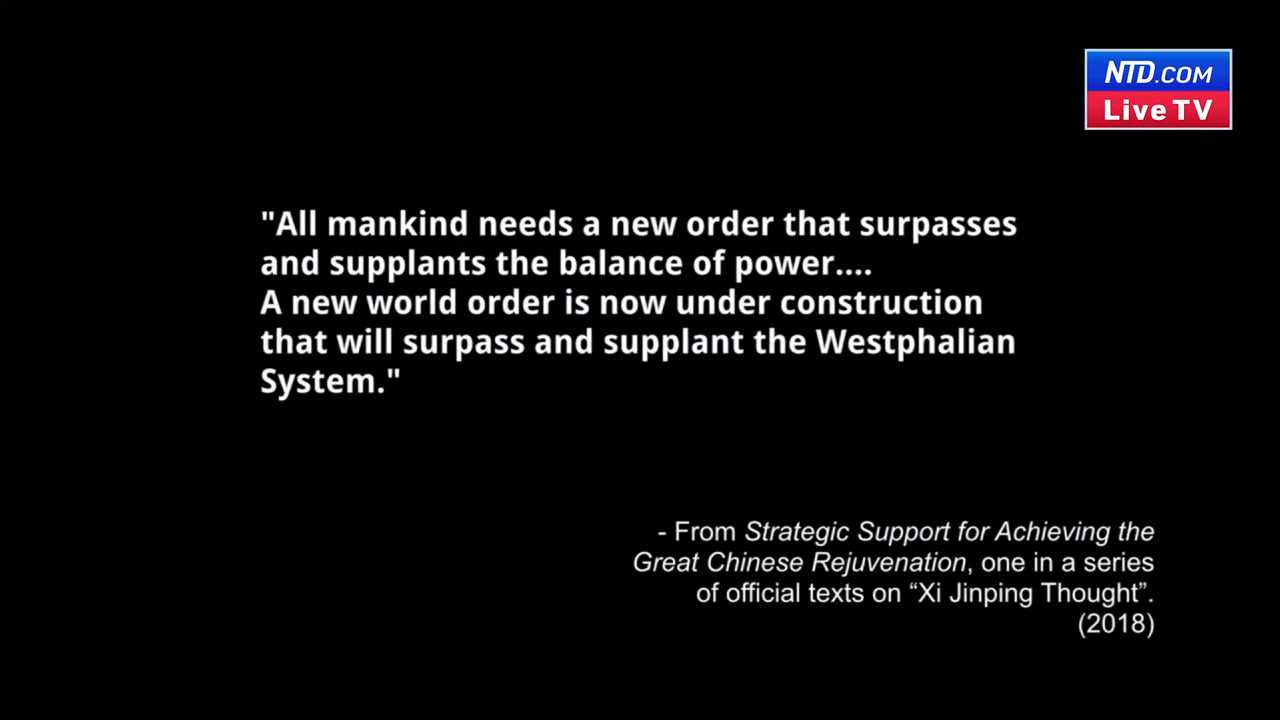 NTD.COM
Live TV
"All mankind needs a new order that surpasses
and supplants the balance of power....
A new world order is now under construction
that will surpass and supplant the Westphalian
System."
- From Strategic Support for Achieving the
Great Chinese Rejuvenation, one in a series
of official texts on “Xi Jinping Thought”.
(2018)